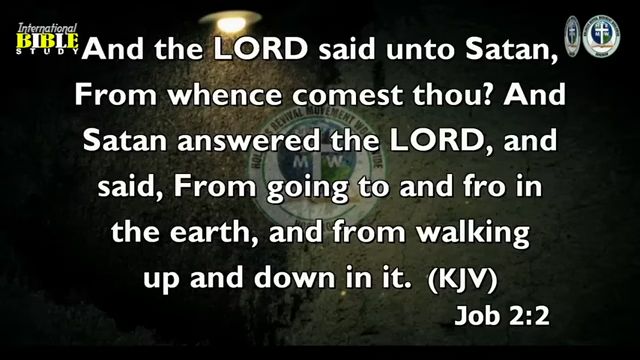 International
BIBLE
STUDY
And the LORD said unto Satan,
From whence comest thou? And
Satan answered the LORD, and
said, From going to and fro in
the earth, and from walking
up and down in it. (KJV)
Job 2:2